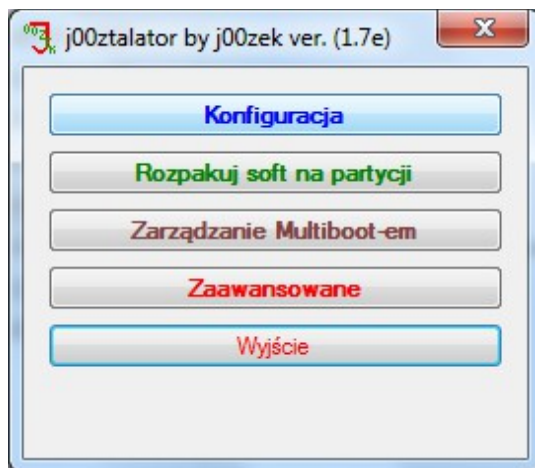 j00ztalator by j00zek ver. (1.7e)
Konfiguracja
Rozpakuj soft na partycji
Zarządzanie Multiboot-em
Zaawansowane
Wyjście